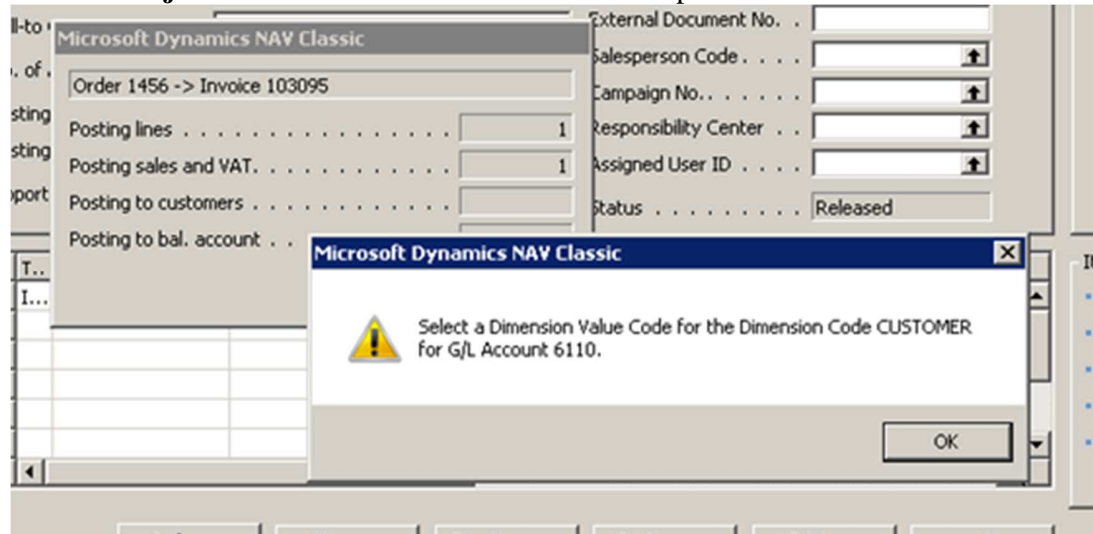 External Document No. .
Microsoft Dynamics NAV Classic
Salesperson Code . . . .
Order 1456 -> Invoice 103095
Campaign No. . . . . . .
Posting lines . . . . . . . . . . . . . . . . . 1
Responsibility Center . .
Posting sales and VAT. . . . . . . . . . . . 1
Assigned User ID . . . .
Posting to customers . . . . . . . . . . . . .
Status . . . . . . . . . Released
Posting to bal. account . .
Microsoft Dynamics NAV Classic
T..
I...
Select a Dimension Value Code for the Dimension Code CUSTOMER
for G/L Account 6110.
OK